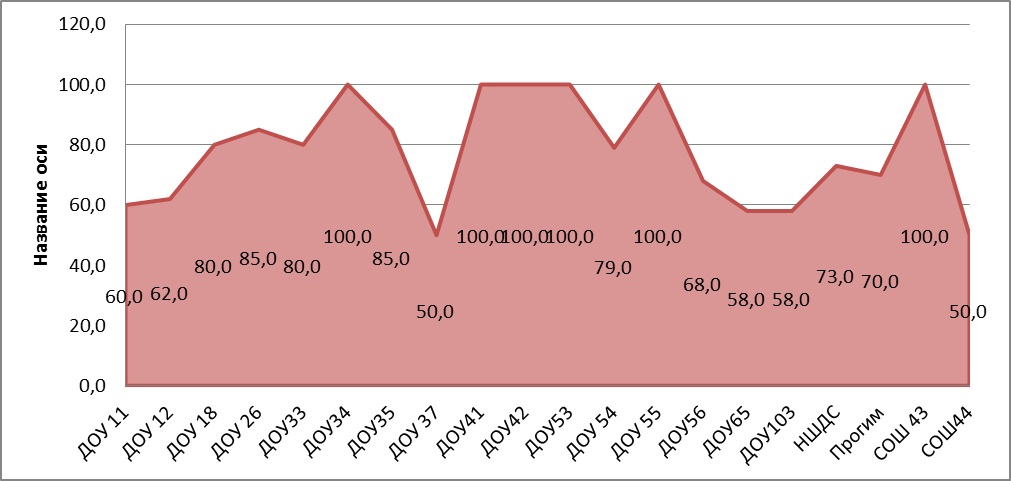 120,0
100,0
80,0
60,0
40,0
20,0
0,0
Название оси
60,0
62,0
80,0
85,0
80,0
100,0
85,0
50,0
100,0
100,0
100,0
79,0
100,0
68,0
58,0
58,0
73,0
70,0
100,0
50,0
ДОУ 11
ДОУ 12
ДОУ 18
ДОУ 26
ДОУ33
ДОУ34
ДОУ35
ДОУ 37
ДОУ41
ДОУ42
ДОУ53
ДОУ 54
ДОУ 55
ДОУ56
ДОУ65
ДОУ103
НШДС
Прогим
СОШ 43
СОШ44